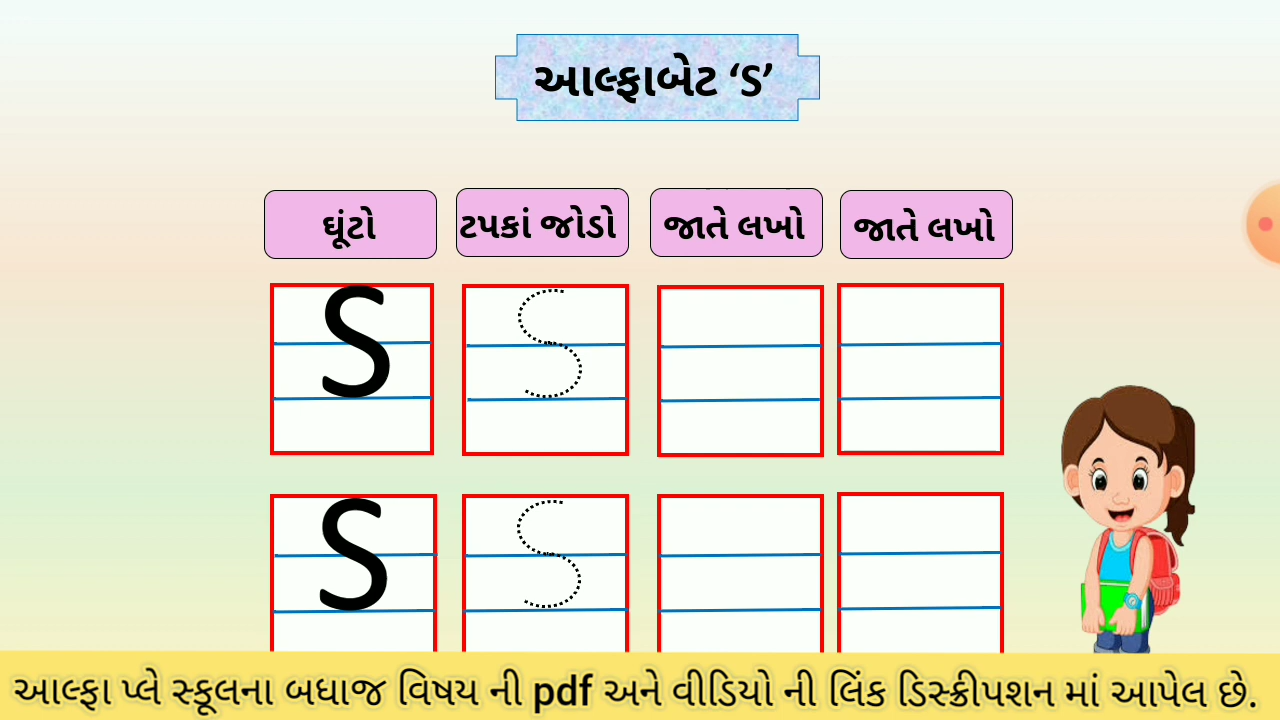 આલ્ફાબેટ ‘S’
ઘૂંટો ટપકાં જોડો જાતે લખો જાતે લખો
S S
S S
આલ્ફા પ્લે સ્કૂલના બધાજ વિષય ની pdf અને વીડિયો ની લિંક ડિસ્ક્રીપશન માં આપેલ છે.